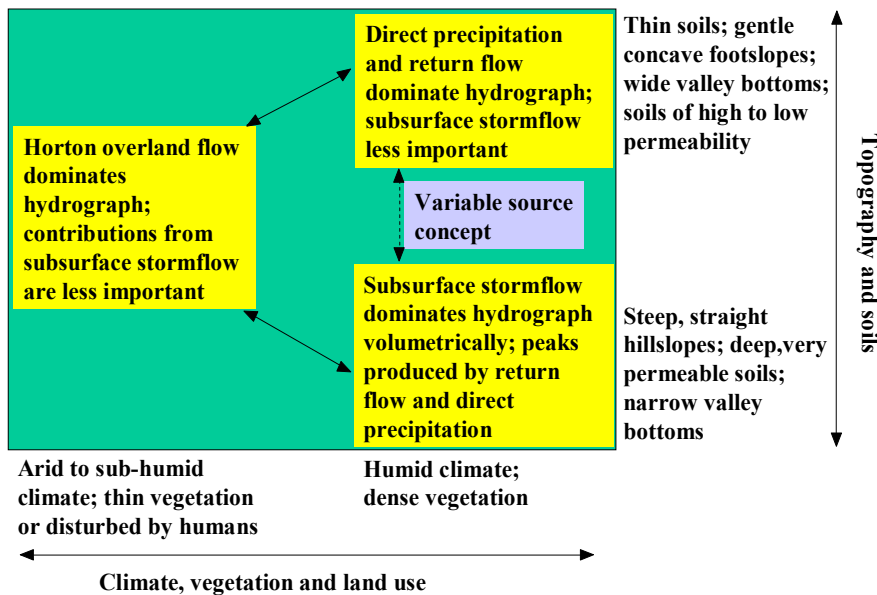 Direct precipitation
and return flow
dominate hydrograph;
subsurface stormflow
less important
Thin soils; gentle
concave footslopes;
wide valley bottoms;
soils of high to low
permeability
Horton overland flow
dominates
hydrograph;
contributions from
subsurface stormflow
are less important
Variable source
concept
Topography and soils
Subsurface stormflow
dominates hydrograph
volumetrically; peaks
produced by return
flow and direct
precipitation
Steep, straight
hillslopes; deep,very
permeable soils;
narrow valley
bottoms
Arid to sub-humid
climate; thin vegetation
or disturbed by humans
Humid climate;
dense vegetation
Climate, vegetation and land use